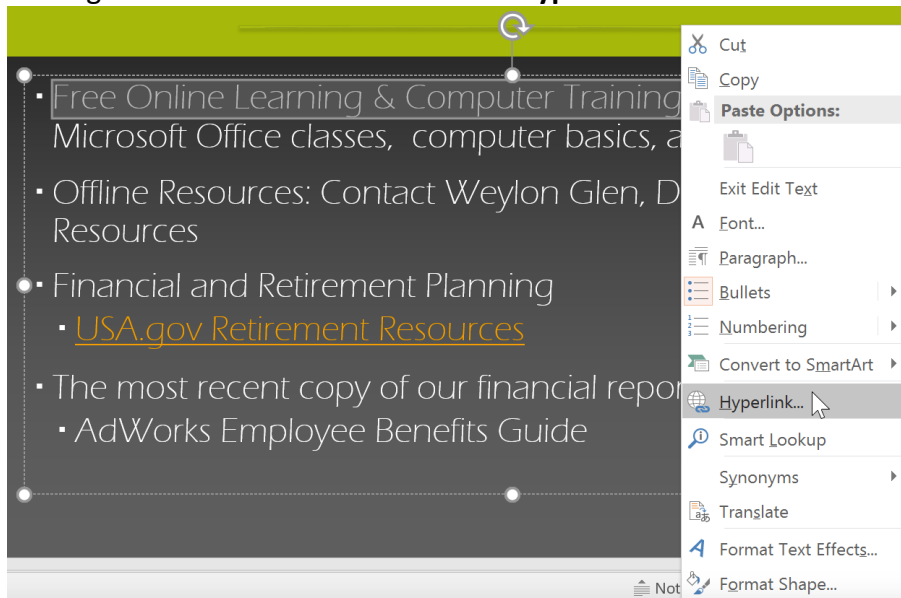 Free Online Learning & Computer Training
Microsoft Office classes, computer basics, a
Offline Resources: Contact Weylon Glen, D
Resources
Financial and Retirement Planning
USA.gov Retirement Resources
The most recent copy of our financial repor
AdWorks Employee Benefits Guide
Not
Cut
Copy
Paste Options:
Exit Edit Text
Font...
Paragraph...
Bullets
Numbering
Convert to SmartArt
Hyperlink...
Smart Lookup
Synonyms
Translate
Format Text Effects...
Format Shape...